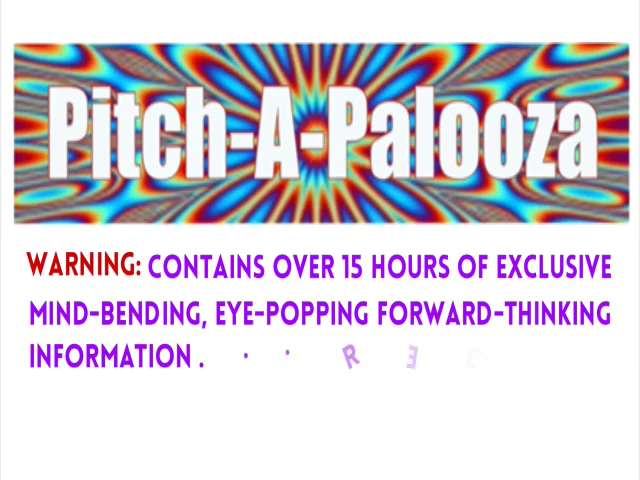 Pitch-A-Palooza
WARNING: CONTAINS OVER 15 HOURS OF EXCLUSIVE
MIND-BENDING, EYE-POPPING FORWARD-THINKING
INFORMATION . . . R E